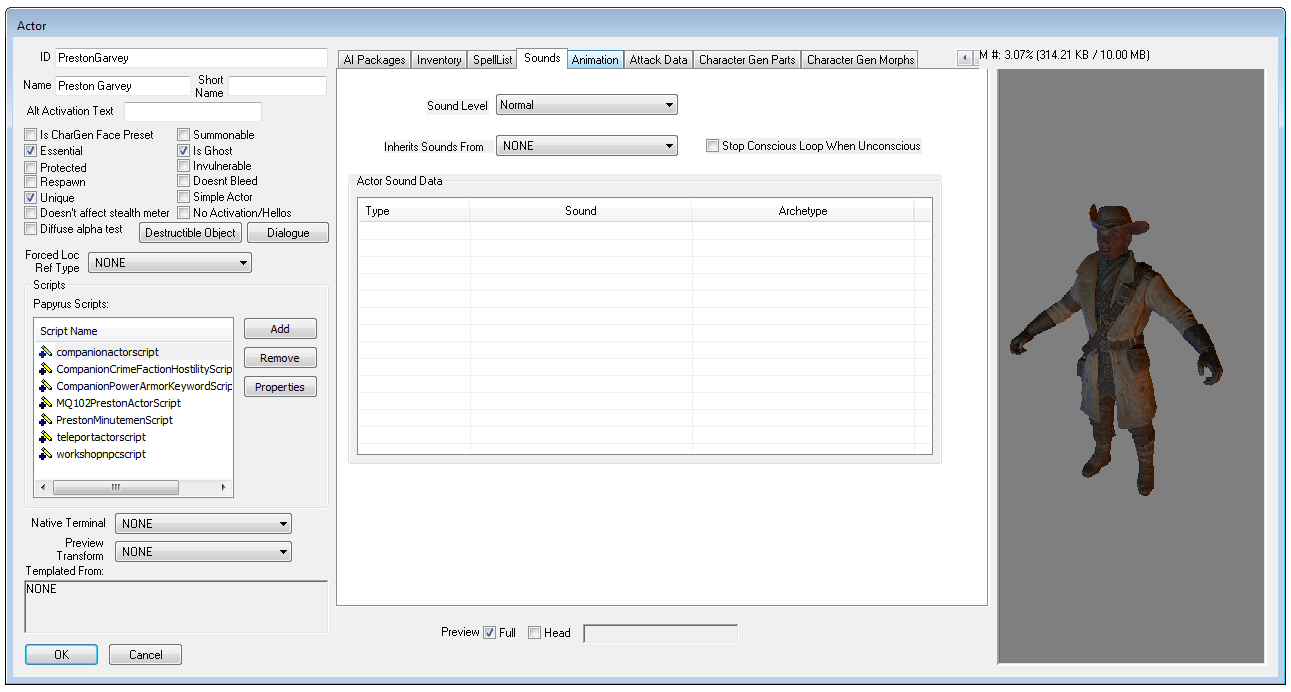 Actor
ID PrestonGarvey
Name Preston Garvey Short Name
Alt Activation Text
Is CharGen Face Preset Summonable
Essential Is Ghost
Protected Invulnerable
Respawn Doesnt Bleed
Unique Simple Actor
Doesn't affect stealth meter No Activation/Hellos
Diffuse alpha test Destructible Object Dialogue
Forced Loc Ref Type NONE
Scripts
Papyrus Scripts:
Script Name
companionactorscript
CompanionCrimeFactionHostilityScrip
CompanionPowerArmorKeywordScrip
MQ102PrestonActorScript
PrestonMinutemenScript
teleportactorscript
workshopnpcscript
Add
Remove
Properties
Native Terminal NONE
Preview Transform NONE
Templated From:
NONE
OK Cancel
AI Packages Inventory SpellList Sounds Animation Attack Data Character Gen Parts Character Gen Morphs
Sound Level Normal
Inherits Sounds From NONE Stop Conscious Loop When Unconscious
Actor Sound Data
Type Sound Archetype
Preview Full Head
M #: 3.07% (314.21 KB / 10.00 MB)